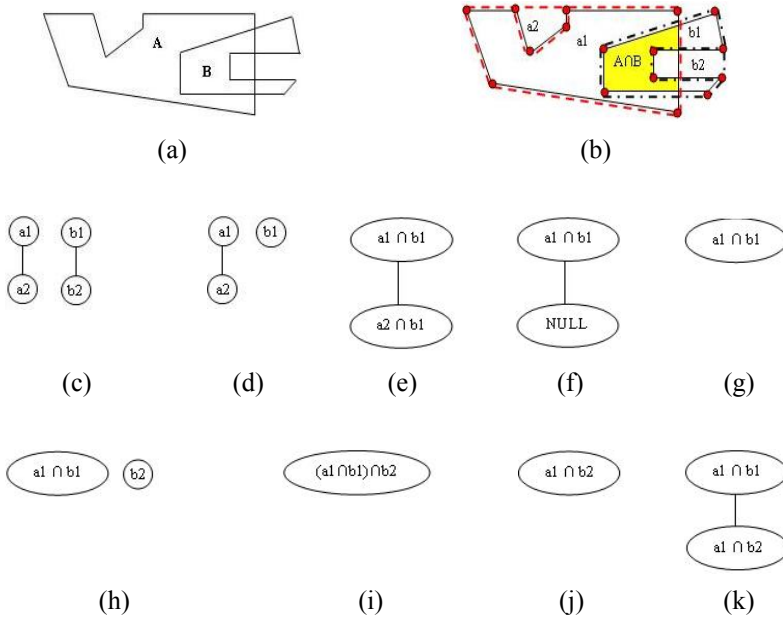 A
B
a2
a1
b1
A∩B
b2
(a)
(b)
a1 b1
a1 b1
a1 ∩ b1
a1 ∩ b1
a1 ∩ b1
a2 b2
a2
a2 ∩ b1
NULL
(c)
(d)
(e)
(f)
(g)
a1 ∩ b1 b2
(a1∩b1)∩b2
a1 ∩ b2
a1 ∩ b1
a1 ∩ b2
(h)
(i)
(j)
(k)